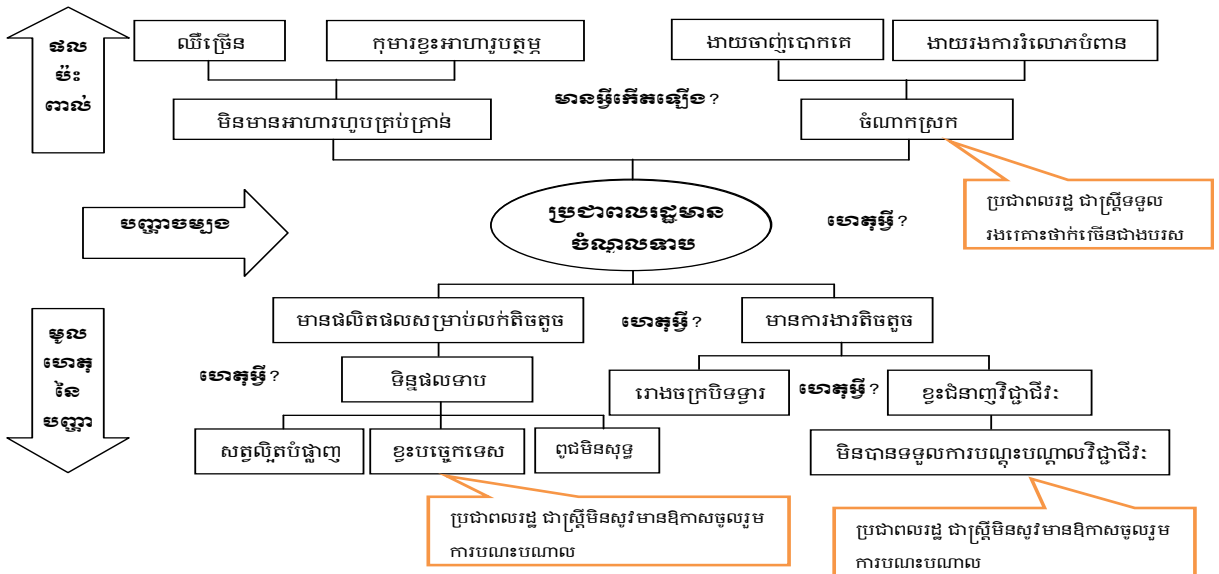 ផល
ប៉ះ
ពាល់
ឈឺច្រើន
កុមារខ្វះអាហារូបត្ថម្ភ
ងាយចាញ់បោកគេ
ងាយរងការរំលោភបំពាន
មានអ្វីកើតឡើង?
មិនមានអាហារហូបគ្រប់គ្រាន់
ចំណាកស្រុក
ប្រជាពលរដ្ឋ ជាស្ត្រីទទួល
រងគ្រោះថាក់ច្រើនជាងបុរស
បញ្ហាចម្បង
ប្រជាពលរដ្ឋមាន
ចំណូលទាប
ហេតុអ្វី?
មូល
ហេតុ
នៃ
បញ្ហា
មានផលិតផលសម្រាប់លក់តិចតួច
ហេតុអ្វី?
មានការងារតិចតួច
ហេតុអ្វី?
ទិន្នផលទាប
រោងចក្របិទទ្វារ
ហេតុអ្វី?
ខ្វះជំនាញវិជ្ជាជីវៈ
សត្វល្អិតបំផ្លាញ
ខ្វះបច្ចេកទេស
ពូជមិនសុទ្ធ
មិនបានទទួលការបណ្តុះបណ្តាលវិជ្ជាជីវៈ
ប្រជាពលរដ្ឋ ជាស្ត្រីមិនសូវមានឱកាសចូលរួម
ការបណ្តុះបណ្តាល
ប្រជាពលរដ្ឋ ជាស្ត្រីមិនសូវមានឱកាសចូលរួម
ការបណ្តុះបណ្តាល